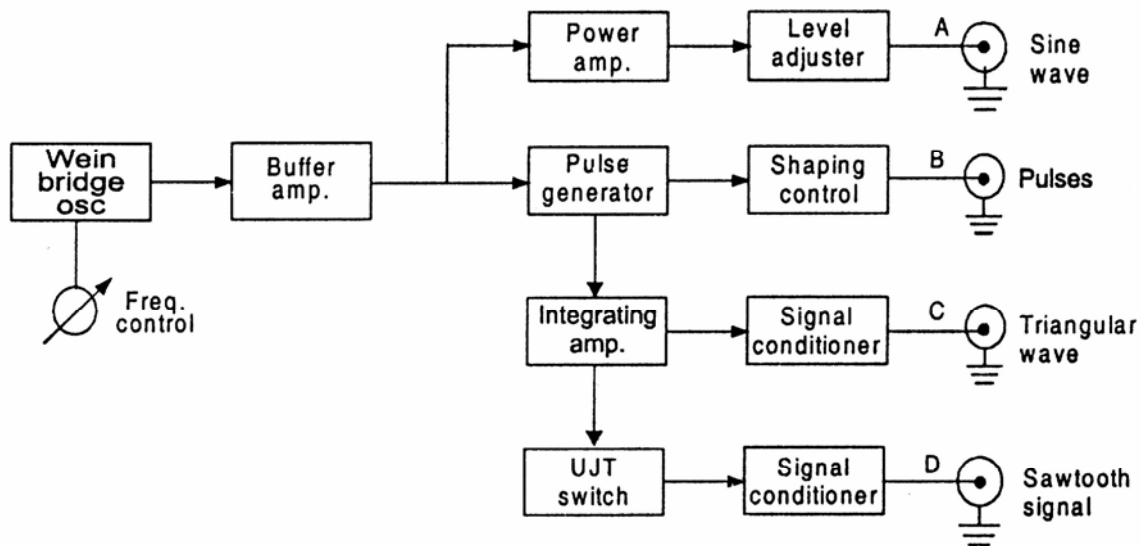 Power
amp.
Level
adjuster
A
Sine
wave
Wein
bridge
osc
Buffer
amp.
Pulse
generator
Shaping
control
B
Pulses
Freq.
control
Integrating
amp.
Signal
conditioner
C
Triangular
wave
UJT
switch
Signal
conditioner
D
Sawtooth
signal